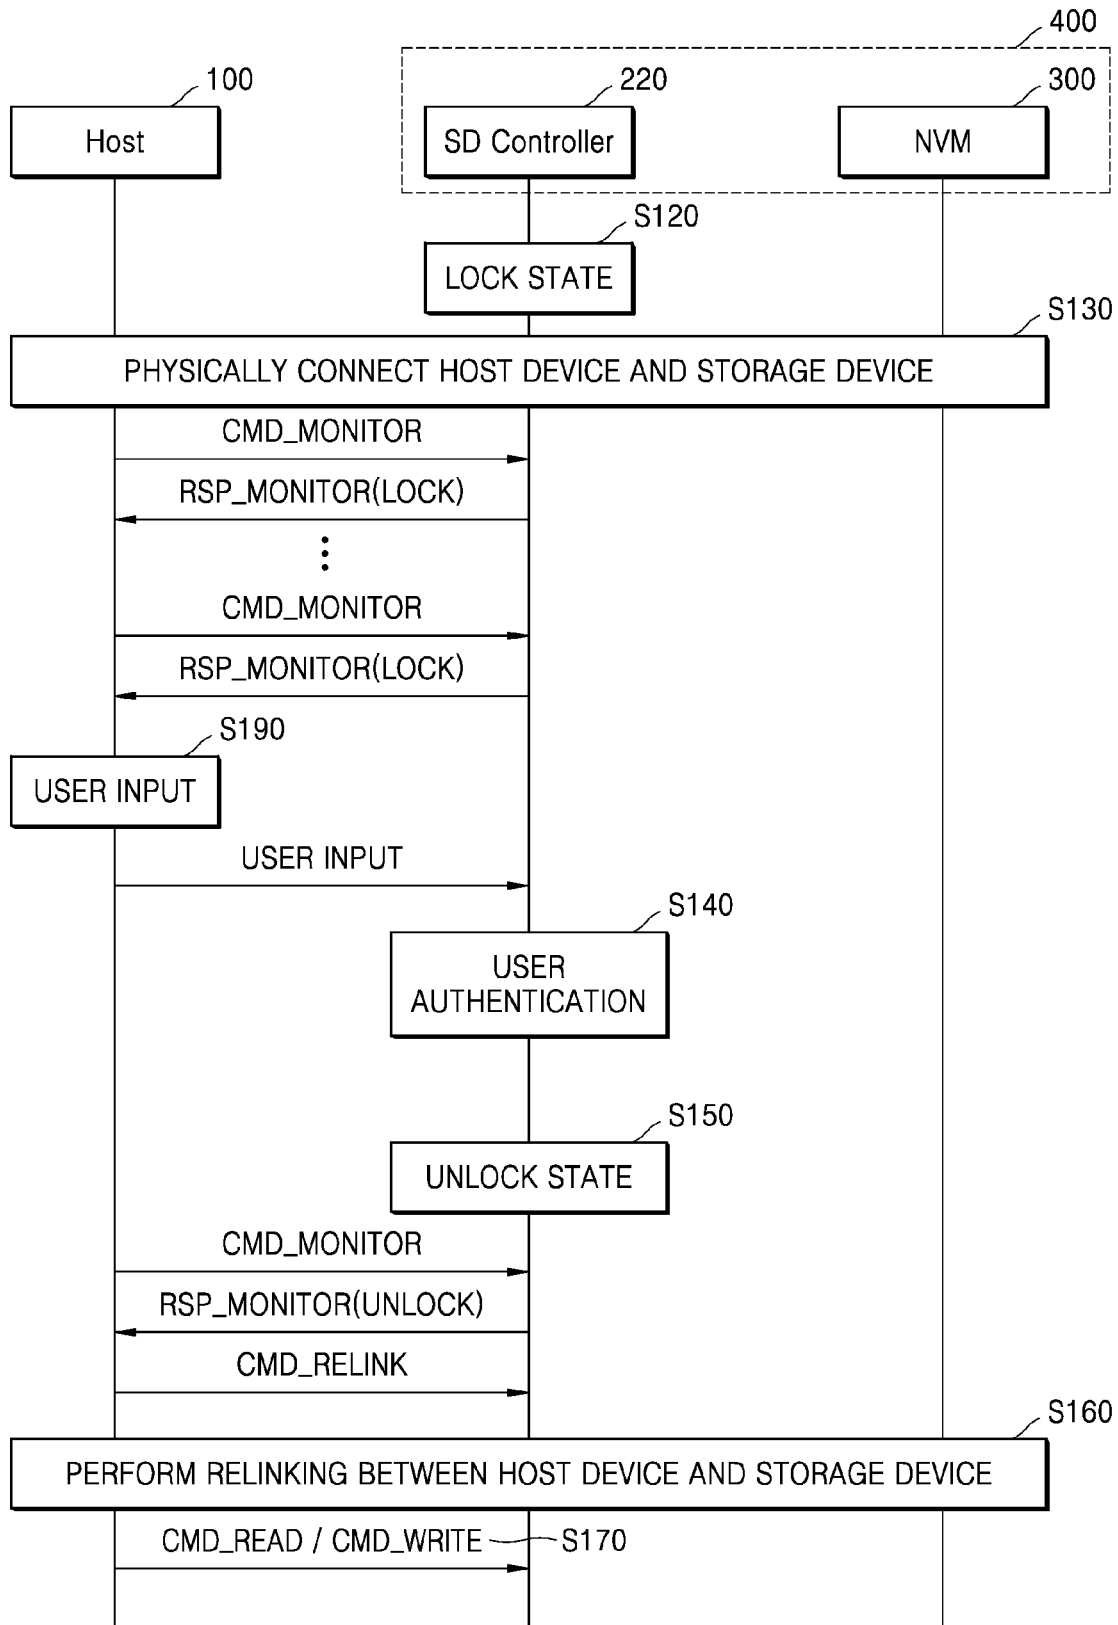 400
100
220
300
Host
SD Controller
NVM
S120
LOCK STATE
S130
PHYSICALLY CONNECT HOST DEVICE AND STORAGE DEVICE
CMD_MONITOR
RSP_MONITOR(LOCK)
CMD_MONITOR
RSP_MONITOR(LOCK)
S190
USER INPUT
USER INPUT
S140
USER
AUTHENTICATION
S150
UNLOCK STATE
CMD_MONITOR
RSP_MONITOR(UNLOCK)
CMD_RELINK
S160
PERFORM RELINKING BETWEEN HOST DEVICE AND STORAGE DEVICE
CMD_READ / CMD_WRITE
S170